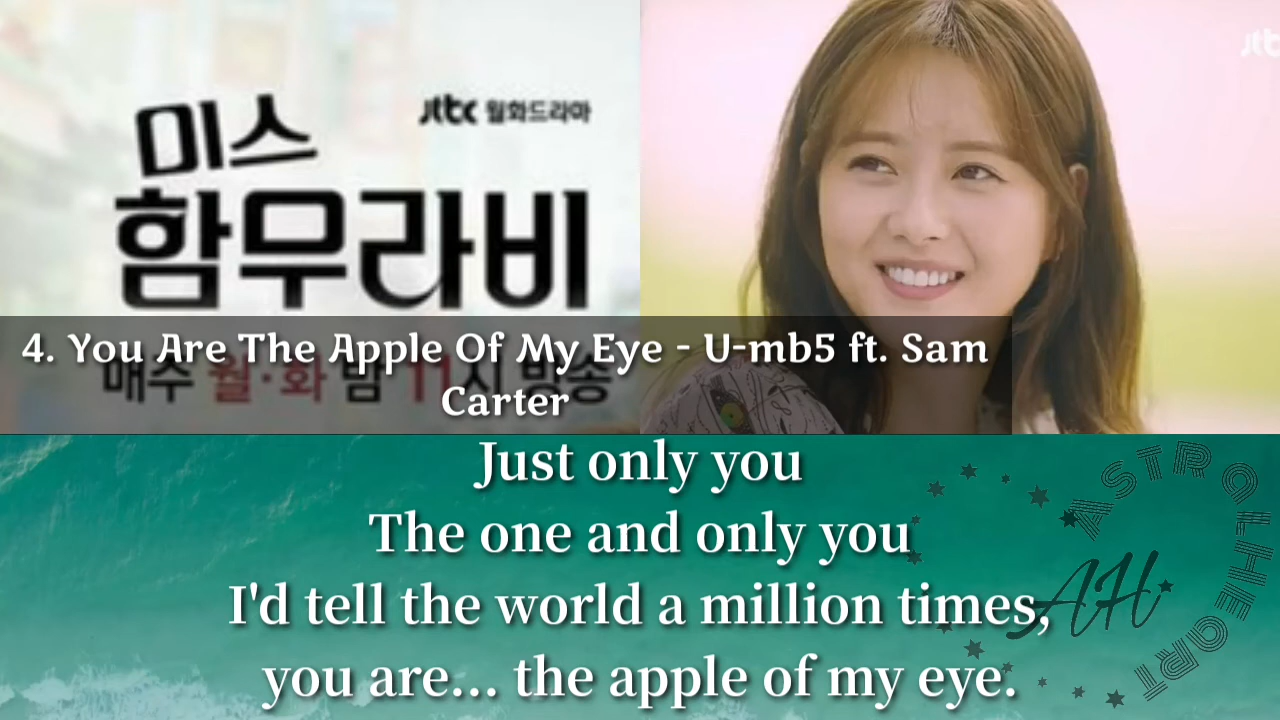 jtbc 월화드라마
미스
함무라비
jtbc
4. You Are The Apple Of My Eye - U-mb5 ft. Sam
Carter
매주 월·화 밤 11시 방송
Just only you
The one and only you
I'd tell the world a million times,
you are... the apple of my eye.
ASTROLHEART
AH